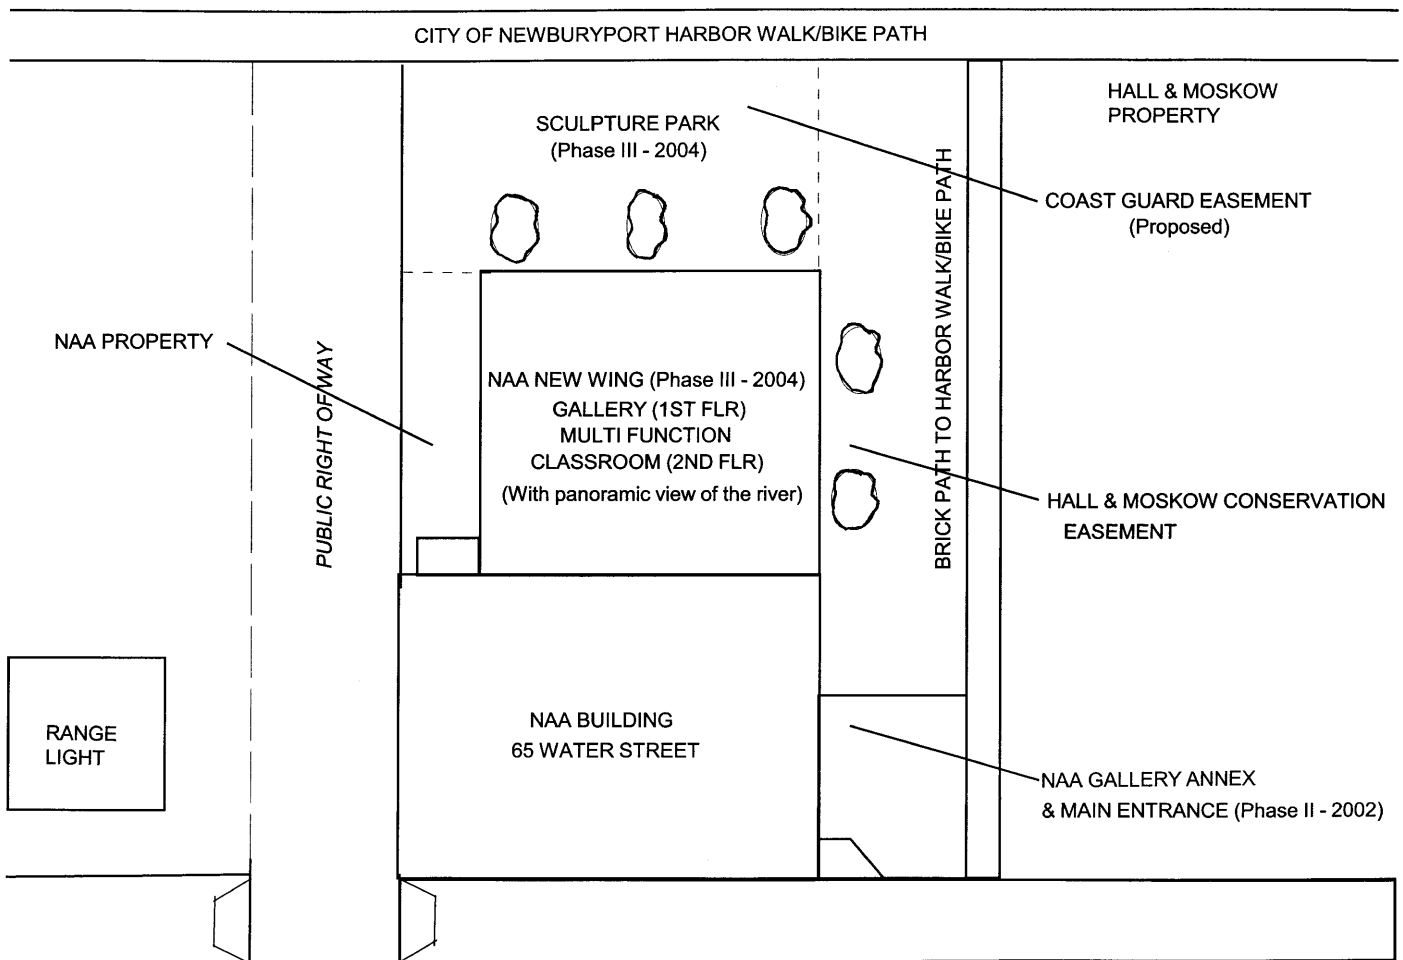 CITY OF NEWBURYPORT HARBOR WALK/BIKE PATH
HALL & MOSKOW
PROPERTY
SCULPTURE PARK
(Phase III - 2004)
COAST GUARD EASEMENT
(Proposed)
NAA PROPERTY
PUBLIC RIGHT OF WAY
NAA NEW WING (Phase III - 2004)
GALLERY (1ST FLR)
MULTI FUNCTION
CLASSROOM (2ND FLR)
(With panoramic view of the river)
BRICK PATH TO HARBOR WALK/BIKE PATH
HALL & MOSKOW CONSERVATION
EASEMENT
RANGE
LIGHT
NAA BUILDING
65 WATER STREET
NAA GALLERY ANNEX
& MAIN ENTRANCE (Phase II - 2002)